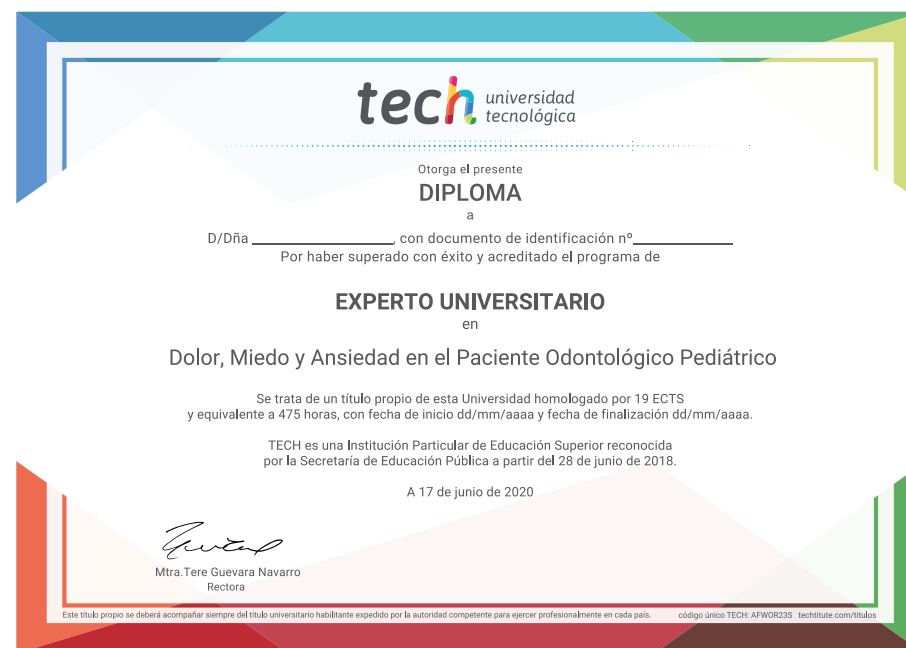 tech universidad
tecnológica
Otorga el presente
DIPLOMA
a
D/Dña ____________, con documento de identificación nº____________
Por haber superado con éxito y acreditado el programa de
EXPERTO UNIVERSITARIO
en
Dolor, Miedo y Ansiedad en el Paciente Odontológico Pediátrico
Se trata de un título propio de esta Universidad homologado por 19 ECTS
y equivalente a 475 horas, con fecha de inicio dd/mm/aaaa y fecha de finalización dd/mm/aaaa.
TECH es una Institución Particular de Educación Superior reconocida
por la Secretaría de Educación Pública a partir del 28 de junio de 2018.
A 17 de junio de 2020
Mtra.Tere Guevara Navarro
Rectora
Este título propio se deberá acompañar siempre del título universitario habilitante expedido por la autoridad competente para ejercer profesionalmente en cada país. código único TECH: AFWOR23S techtitute.com/titulos